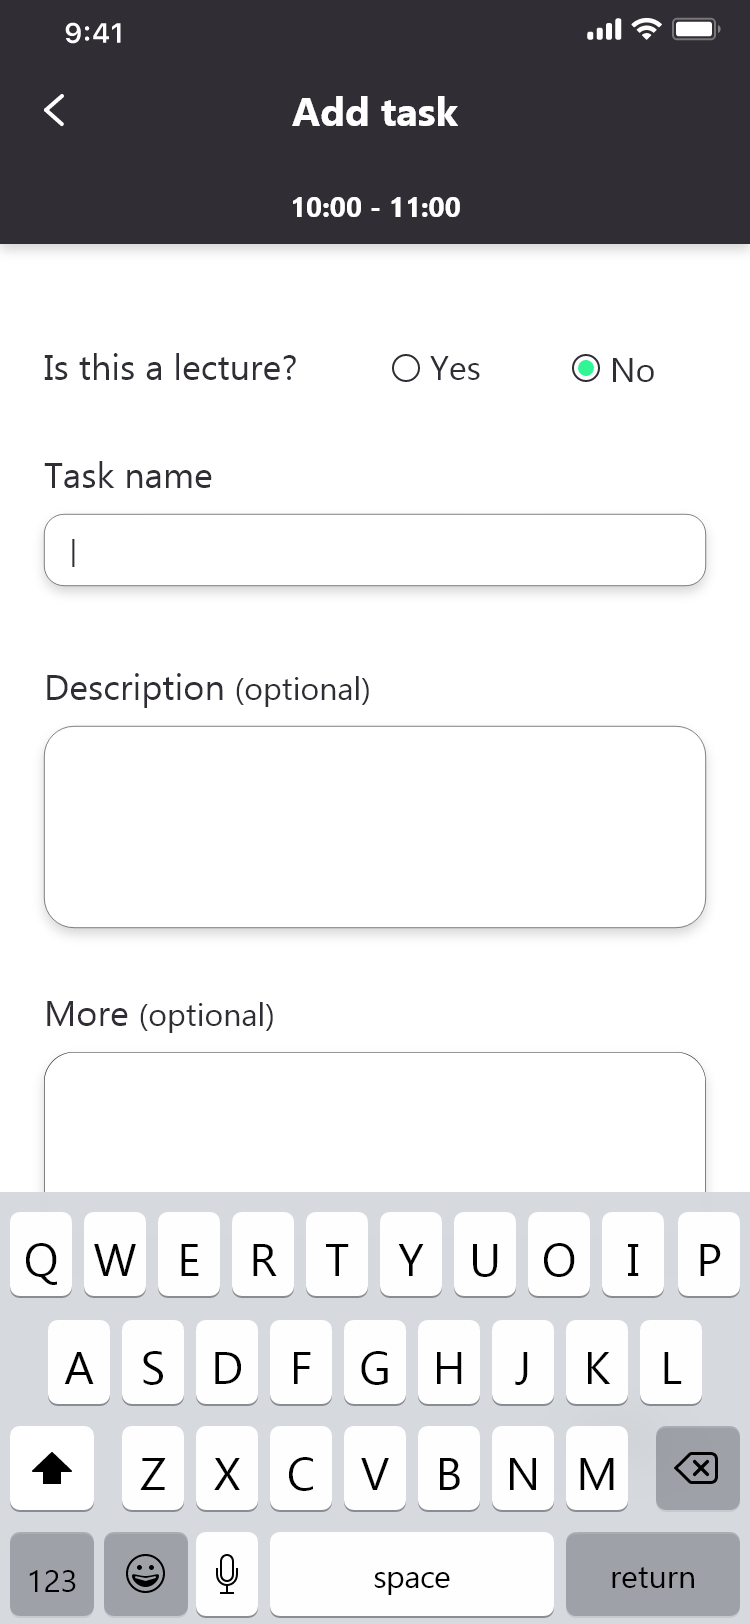 9:41
Add task
10:00 - 11:00
Is this a lecture? Yes No
Task name
Description (optional)
More (optional)
Q W E R T Y U O I P
A S D F G H J K L
Z X C V B N M
123 space return